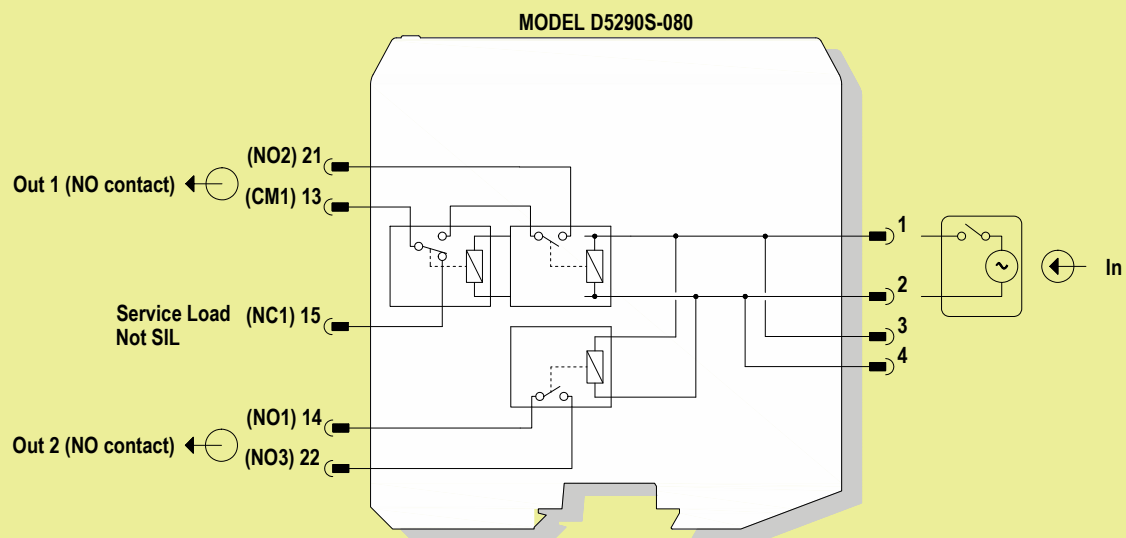 MODEL D5290S-080
(NO2) 21
Out 1 (NO contact)
(CM1) 13
1
In
2
Service Load (NC1) 15
Not SIL
3
4
(NO1) 14
Out 2 (NO contact)
(NO3) 22